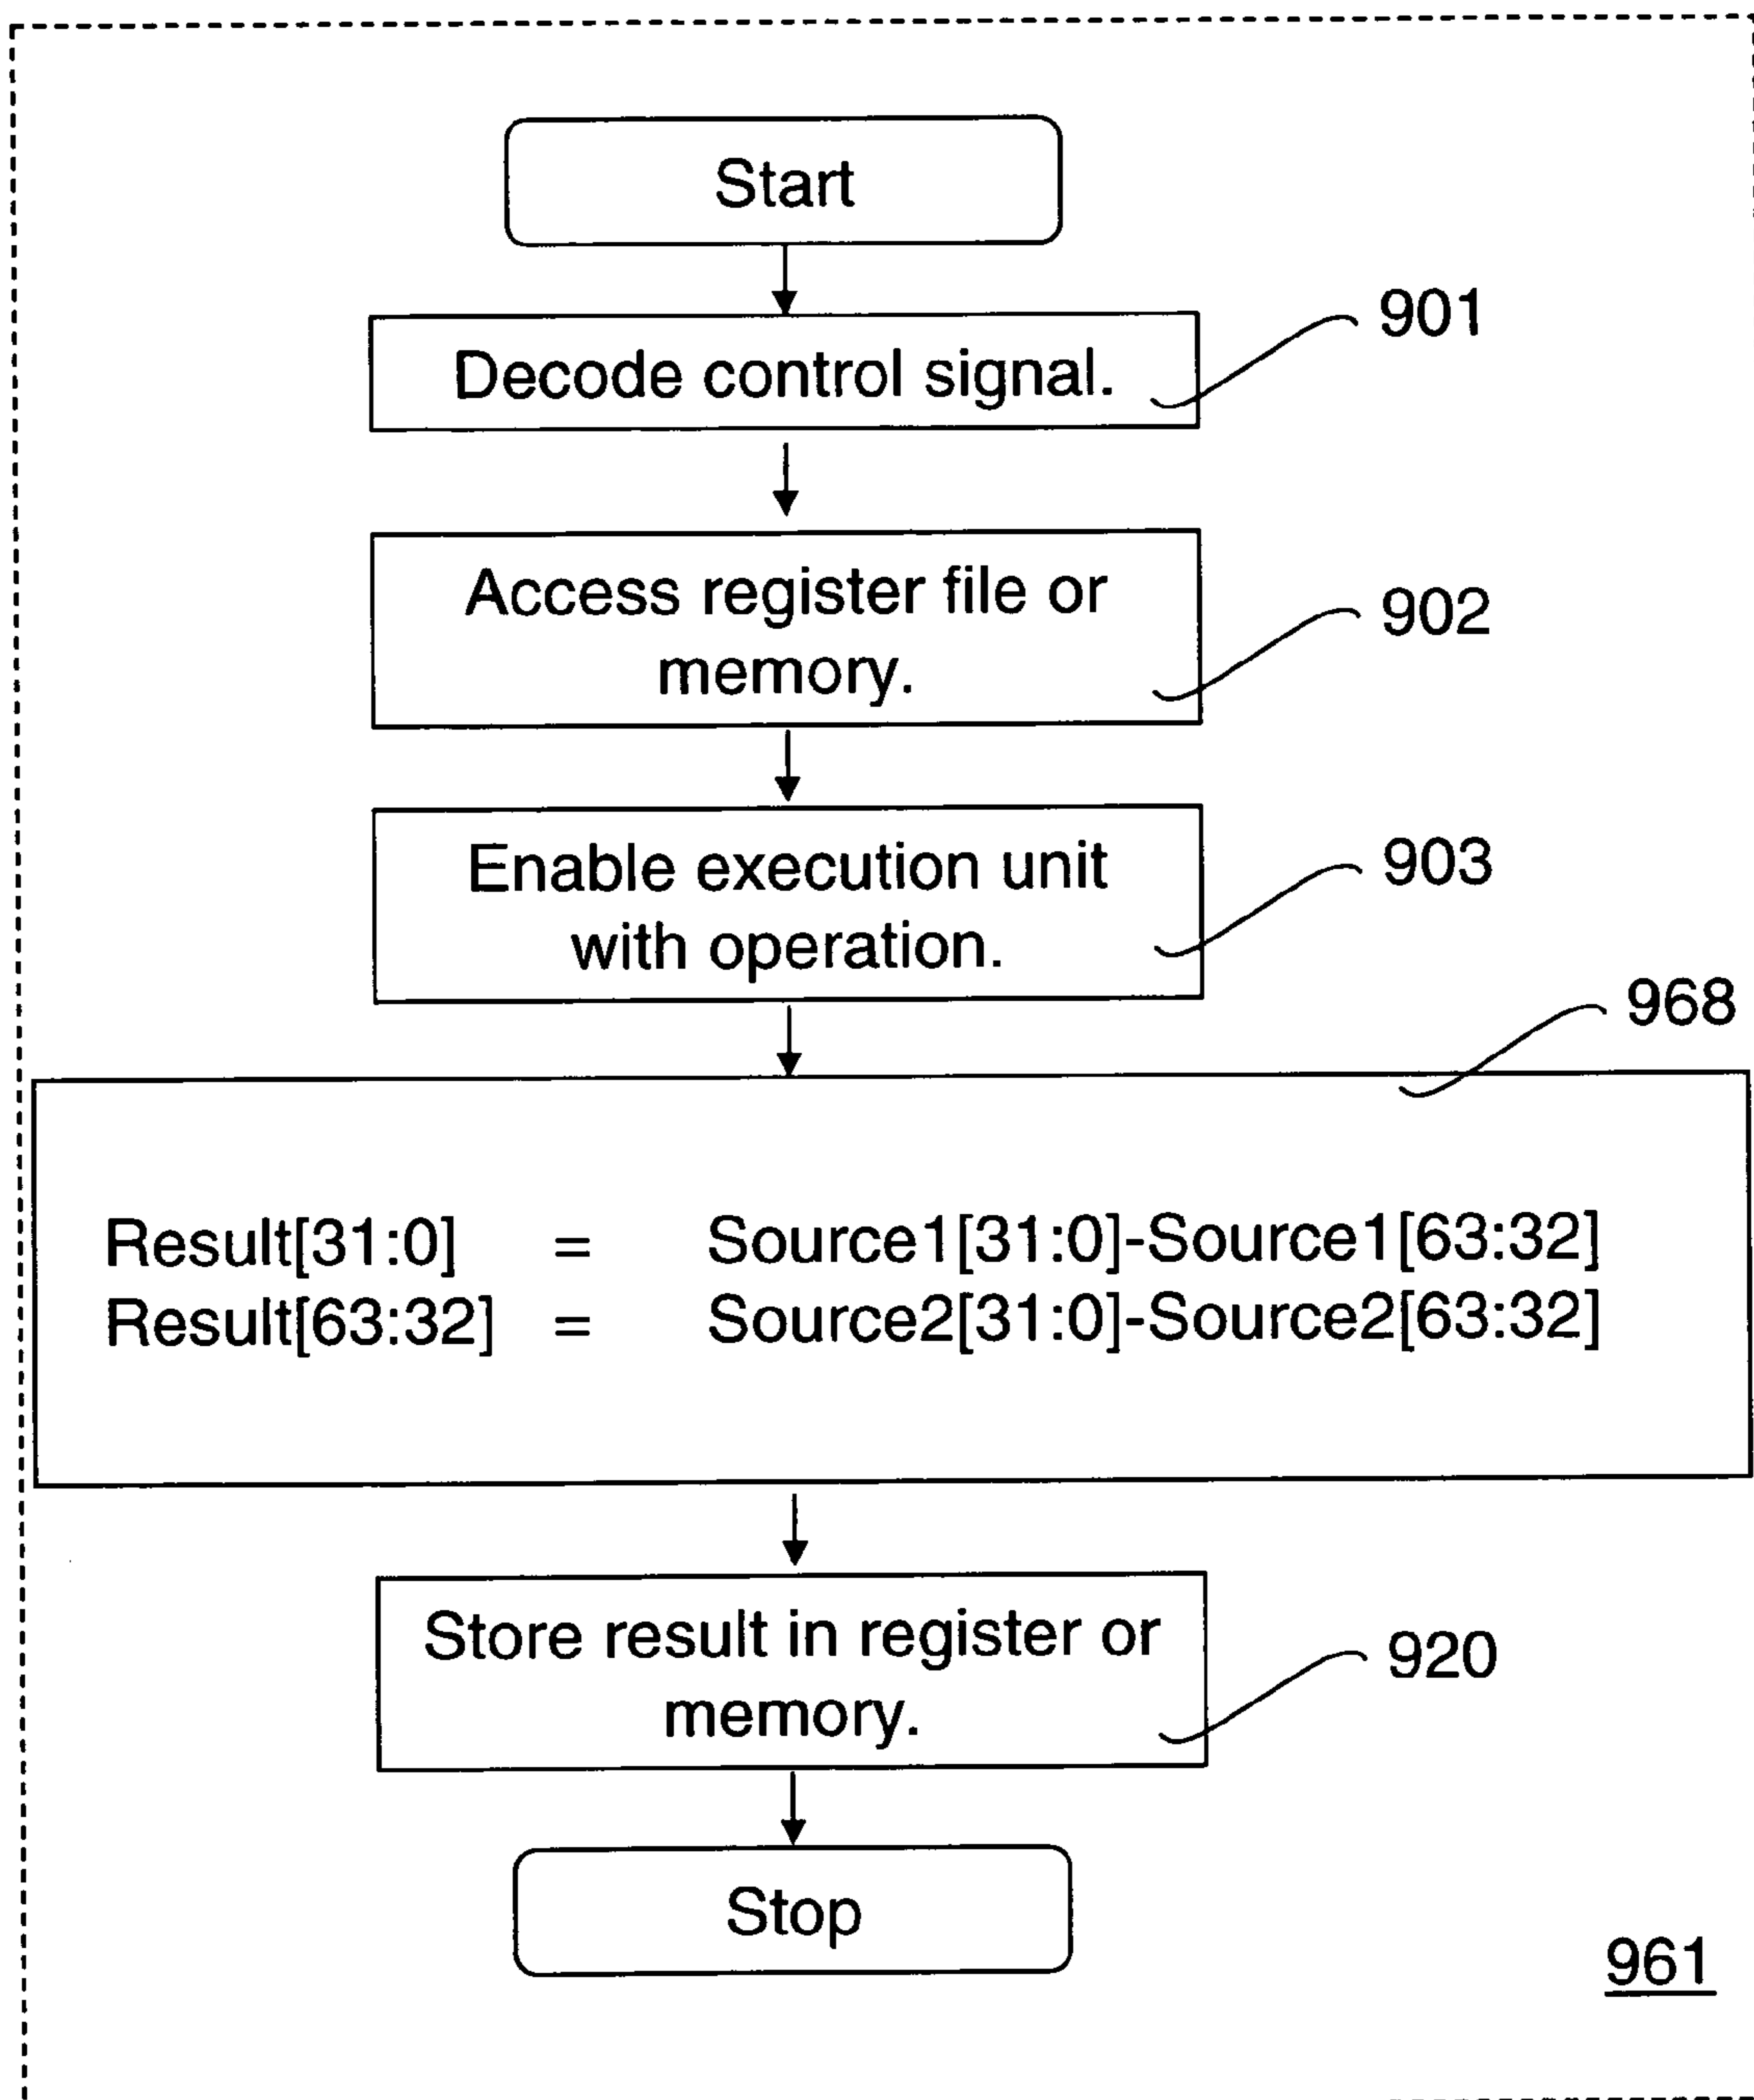 Start
901
Decode control signal.
Access register file or
memory.
902
Enable execution unit
with operation.
903
968
Result[31:0] = Source1[31:0]-Source1[63:32]
Result[63:32] = Source2[31:0]-Source2[63:32]
Store result in register or
memory.
920
Stop
961